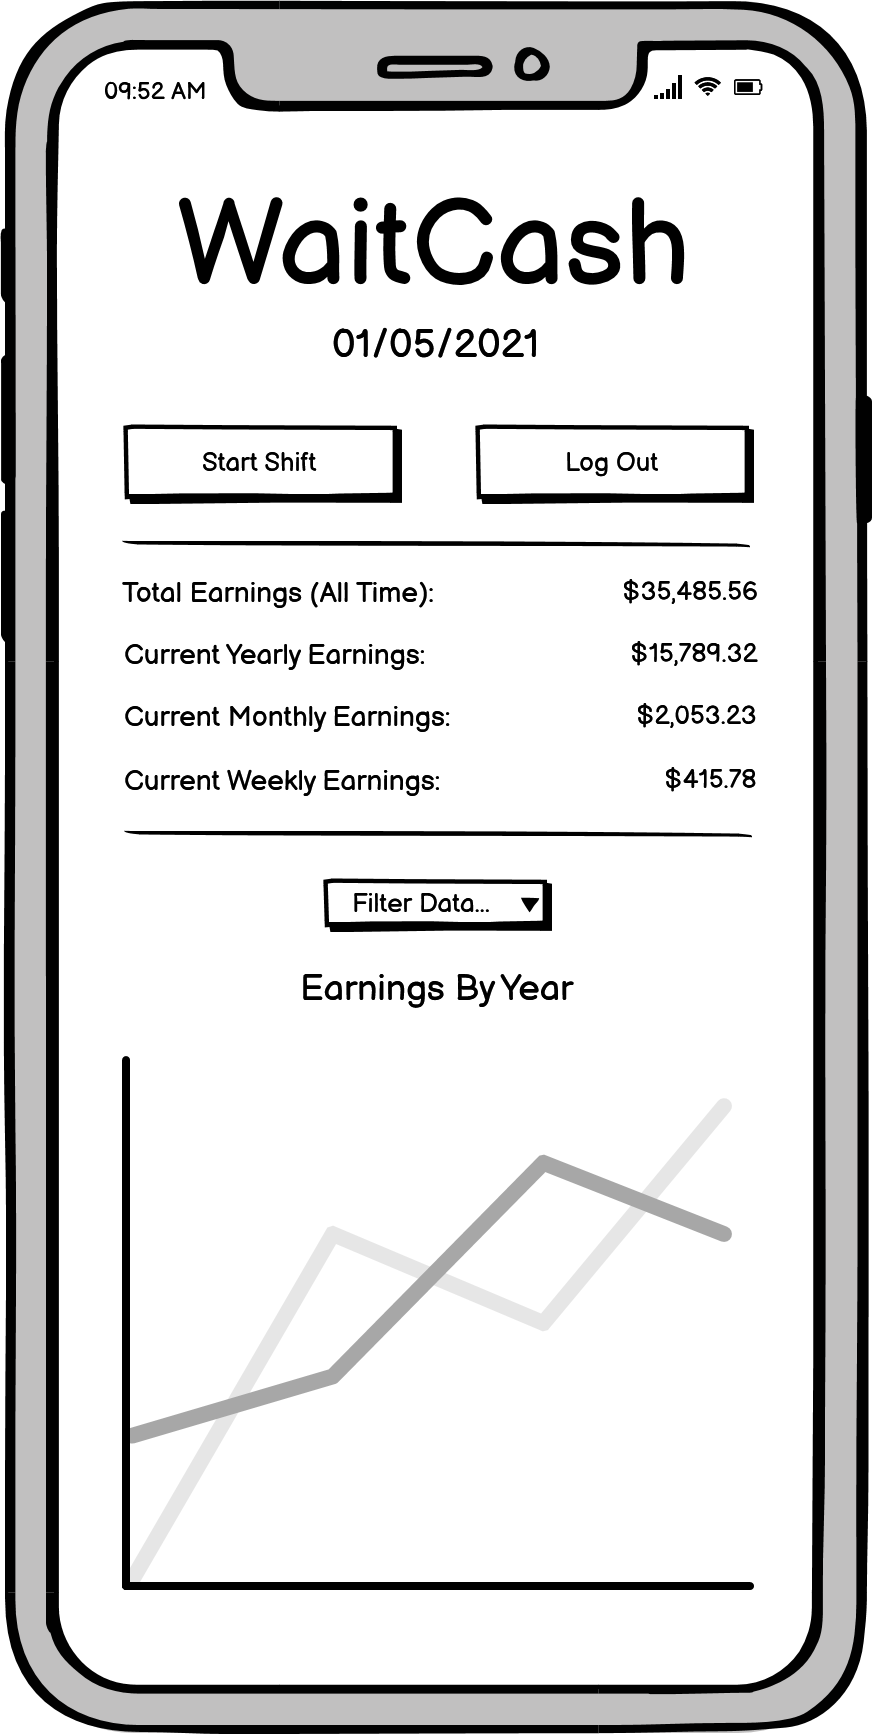 09:52 AM
WaitCash
01/05/2021
Start Shift
Log Out
Total Earnings (All Time): $35,485.56
Current Yearly Earnings: $15,789.32
Current Monthly Earnings: $2,053.23
Current Weekly Earnings: $415.78
Filter Data...
Earnings By Year